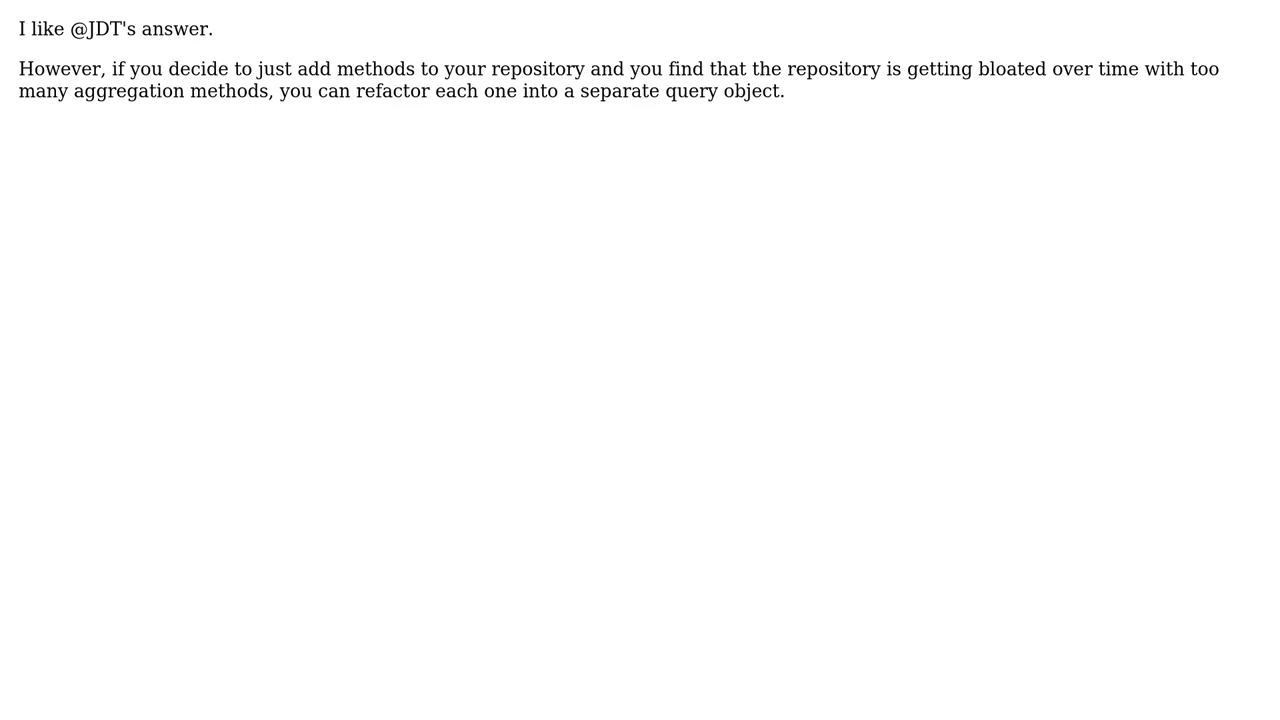 I like @JDT's answer.
However, if you decide to just add methods to your repository and you find that the repository is getting bloated over time with too
many aggregation methods, you can refactor each one into a separate query object.